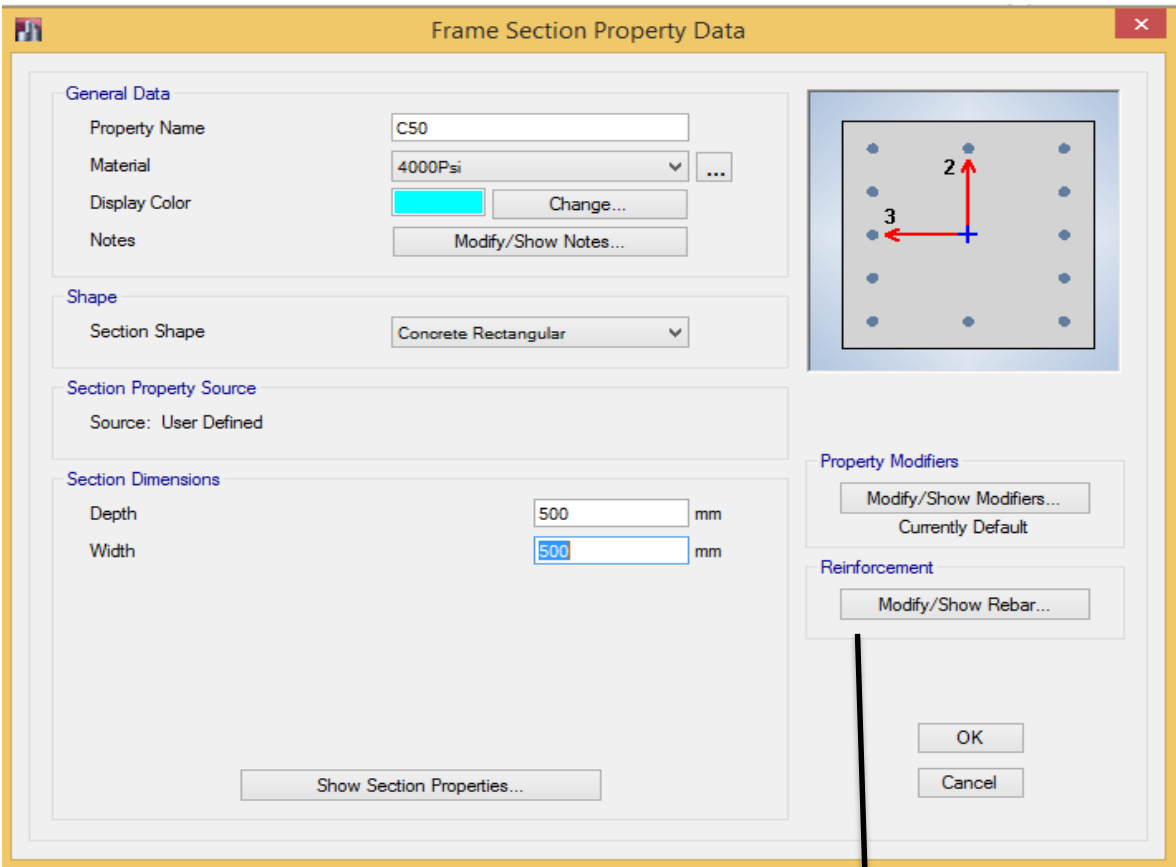 Frame Section Property Data
General Data
Property Name C50
Material 4000Psi ...
Display Color Change...
Notes Modify/Show Notes...
2
3
Shape
Section Shape Concrete Rectangular
Section Property Source
Source: User Defined
Section Dimensions
Depth 500 mm
Width 500 mm
Show Section Properties...
Property Modifiers
Modify/Show Modifiers...
Currently Default
Reinforcement
Modify/Show Rebar...
OK
Cancel